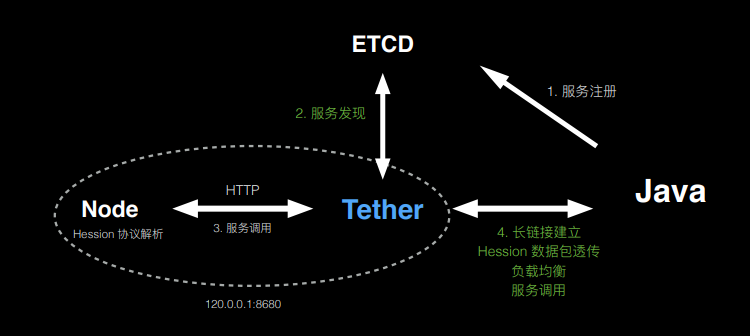 ETCD
1. 服务注册
2. 服务发现
HTTP
Node
Tether
Java
Hession 协议解析
3. 服务调用
4. 长链接建立
Hession 数据包透传
负载均衡
服务调用
120.0.0.1:8680